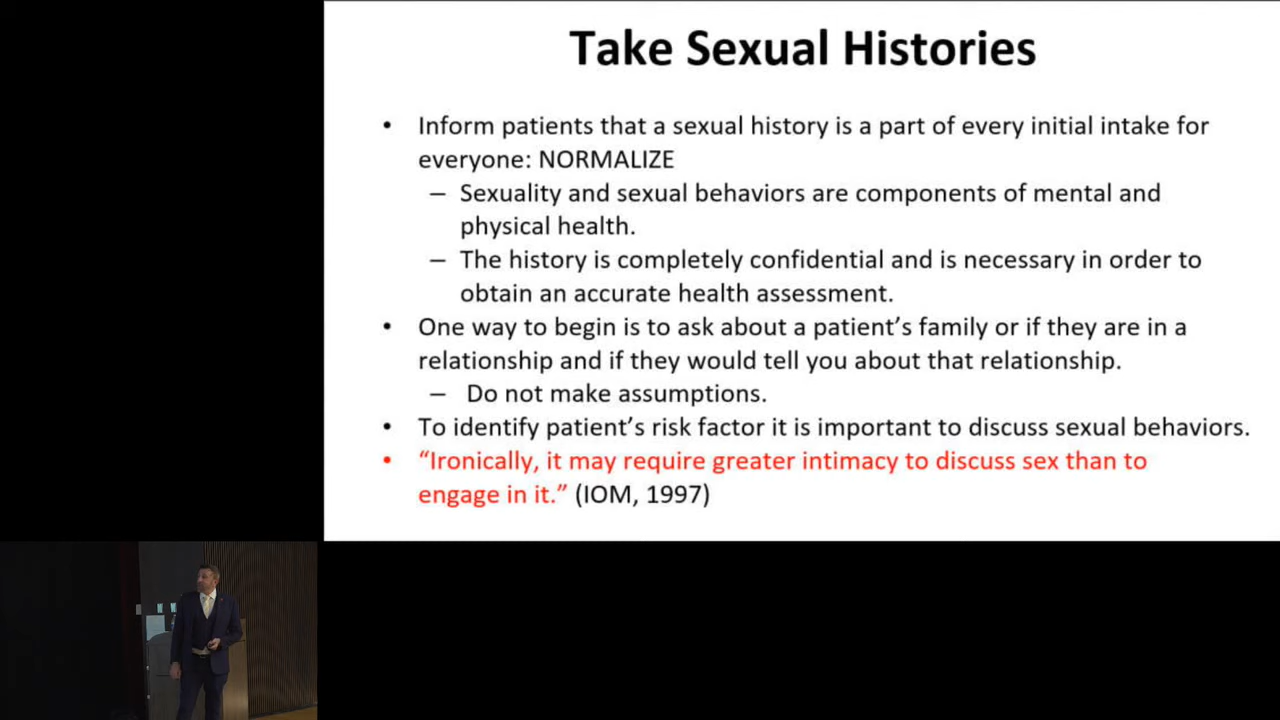 Take Sexual Histories
• Inform patients that a sexual history is a part of every initial intake for
everyone: NORMALIZE
– Sexuality and sexual behaviors are components of mental and
physical health.
– The history is completely confidential and is necessary in order to
obtain an accurate health assessment.
• One way to begin is to ask about a patient’s family or if they are in a
relationship and if they would tell you about that relationship.
– Do not make assumptions.
• To identify patient’s risk factor it is important to discuss sexual behaviors.
• “Ironically, it may require greater intimacy to discuss sex than to
engage in it.” (IOM, 1997)